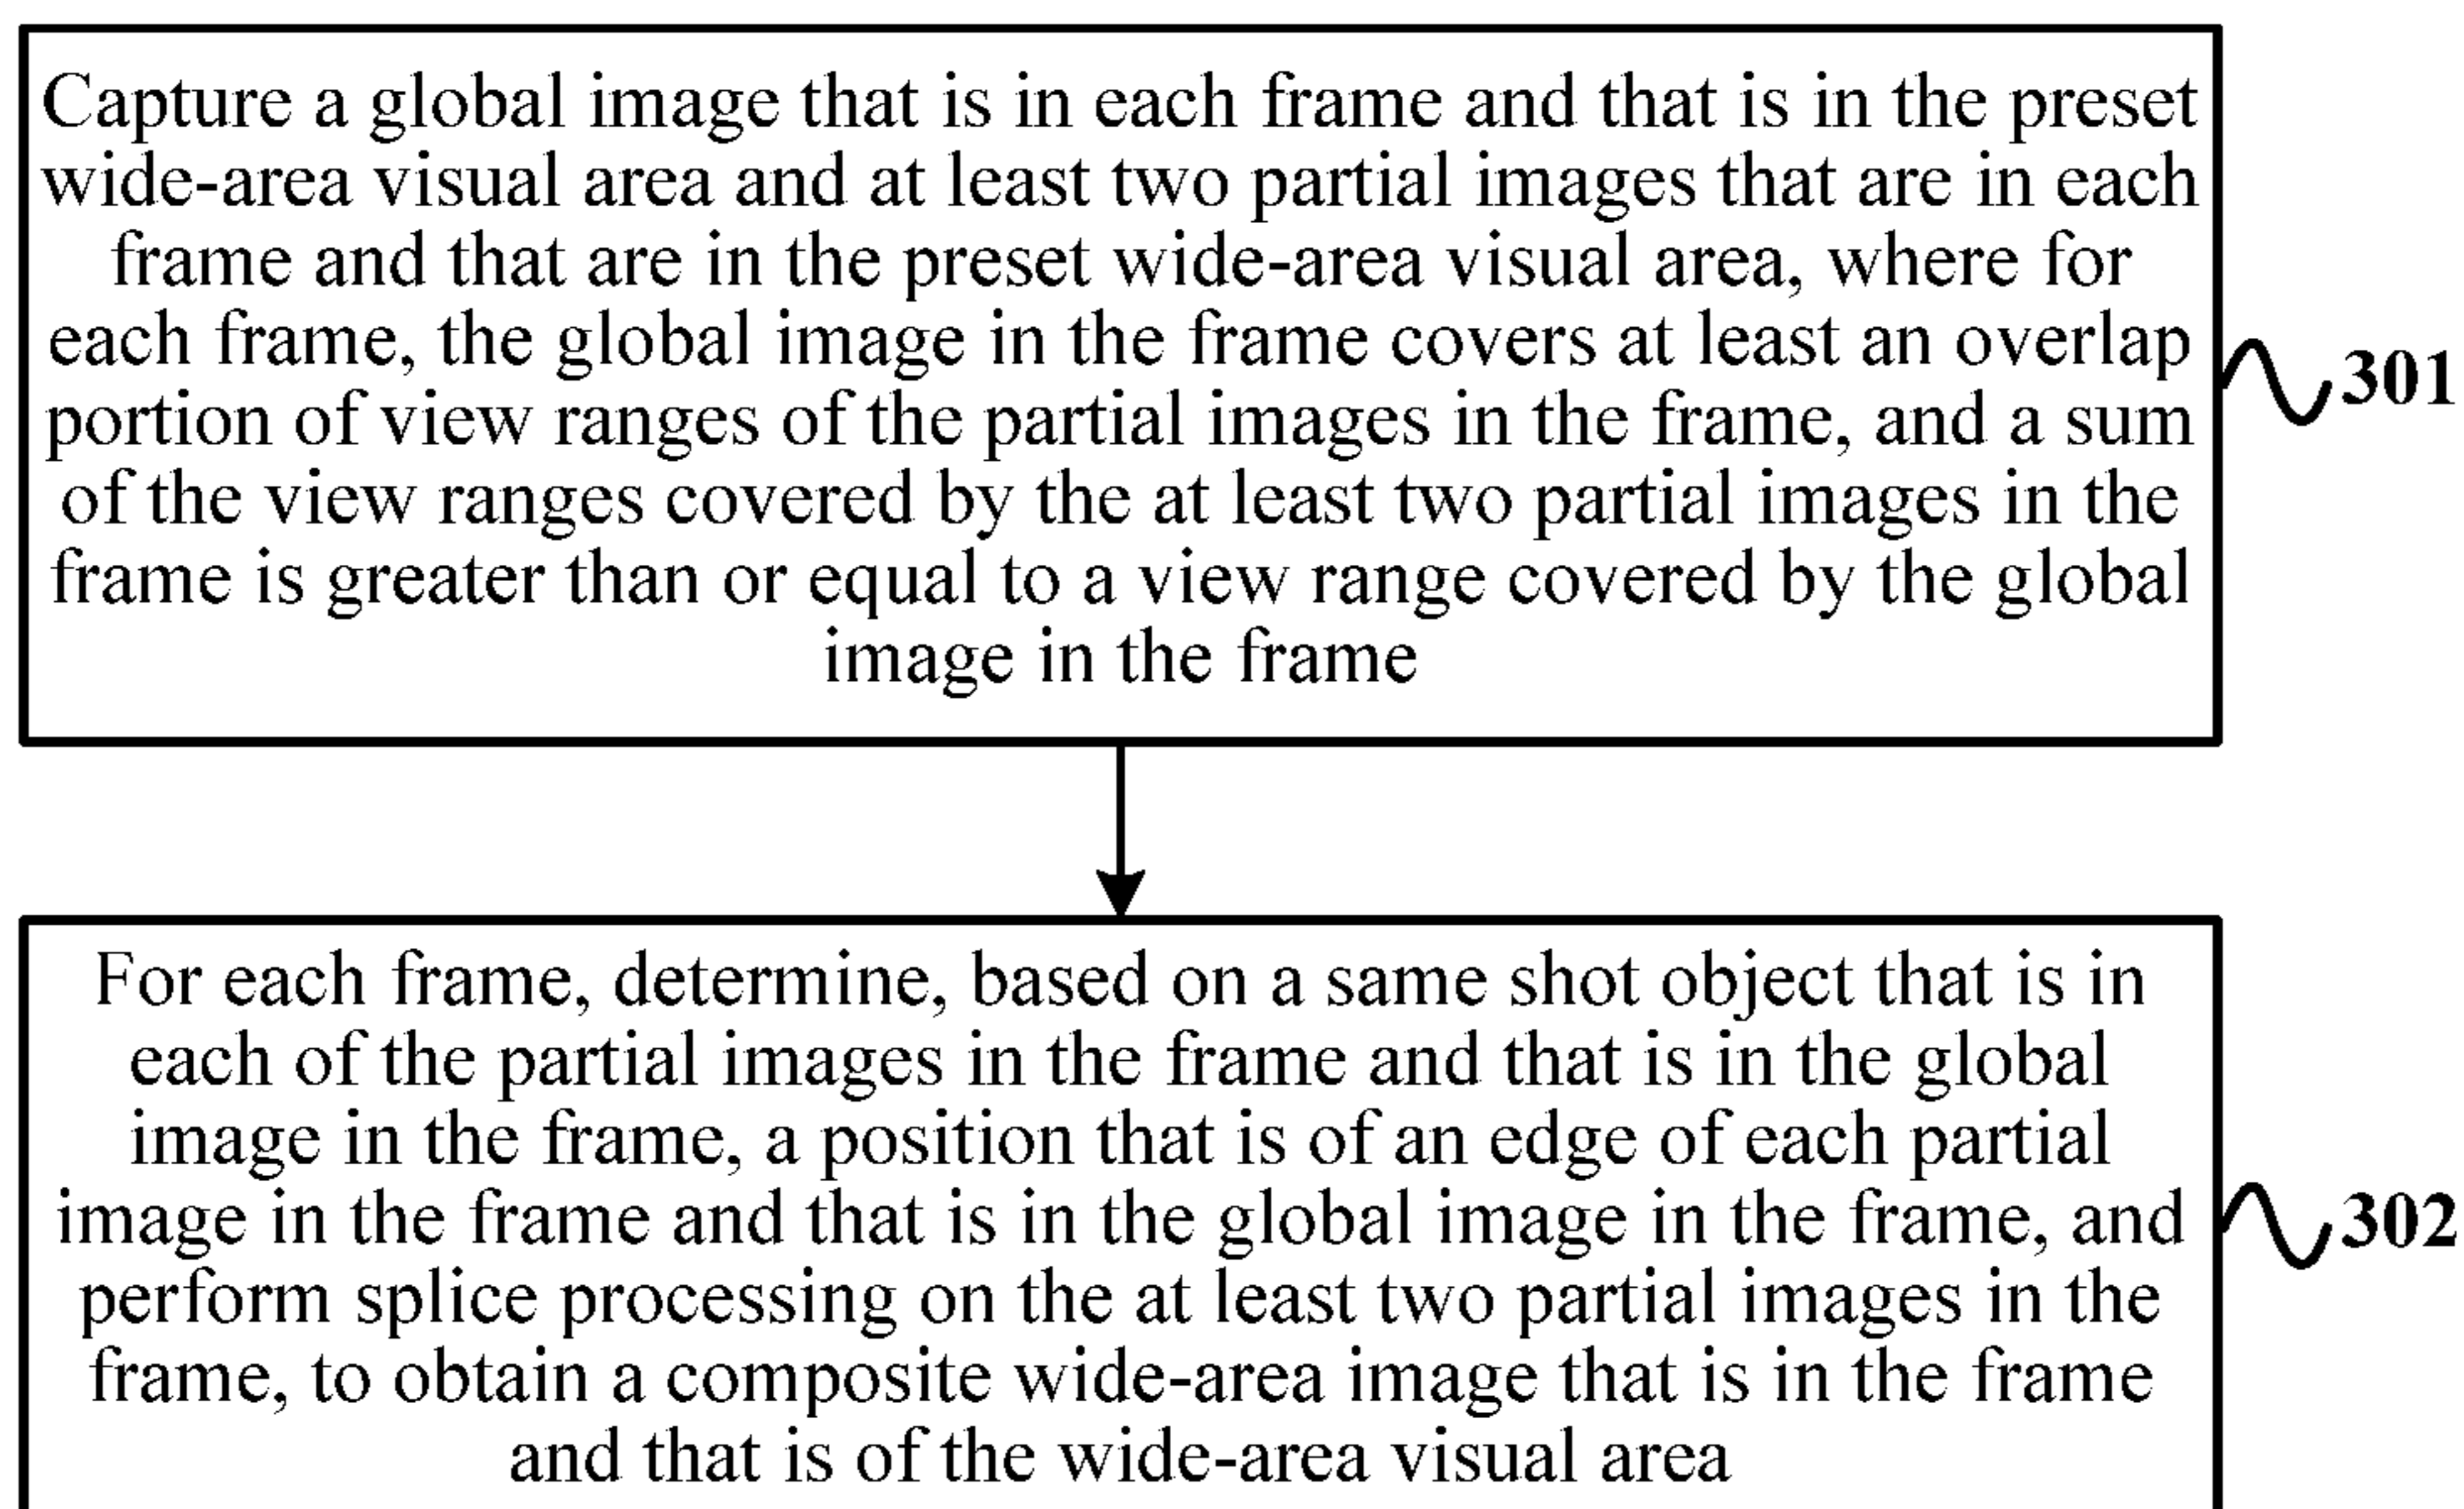 Capture a global image that is in each frame and that is in the preset
wide-area visual area and at least two partial images that are in each
frame and that are in the preset wide-area visual area, where for
each frame, the global image in the frame covers at least an overlap
portion of view ranges of the partial images in the frame, and a sum
of the view ranges covered by the at least two partial images in the
frame is greater than or equal to a view range covered by the global
image in the frame
301
For each frame, determine, based on a same shot object that is in
each of the partial images in the frame and that is in the global
image in the frame, a position that is of an edge of each partial
image in the frame and that is in the global image in the frame, and
perform splice processing on the at least two partial images in the
frame, to obtain a composite wide-area image that is in the frame
and that is of the wide-area visual area
302